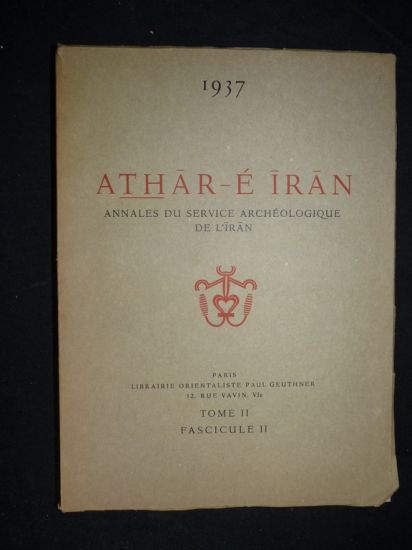 1937
ATHĀR-É ĪRĀN
ANNALES DU SERVICE ARCHÉOLOGIQUE
DE L'ĪRĀN
PARIS
LIBRAIRIE ORIENTALISTE PAUL GEUTHNER
12, RUE VAVIN, VIe
TOME II
FASCICULE II